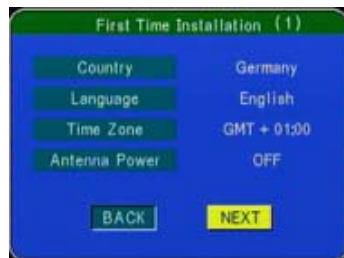 First Time Installation (1)
Country Germany
Language English
Time Zone GMT + 01:00
Antenna Power OFF
BACK NEXT